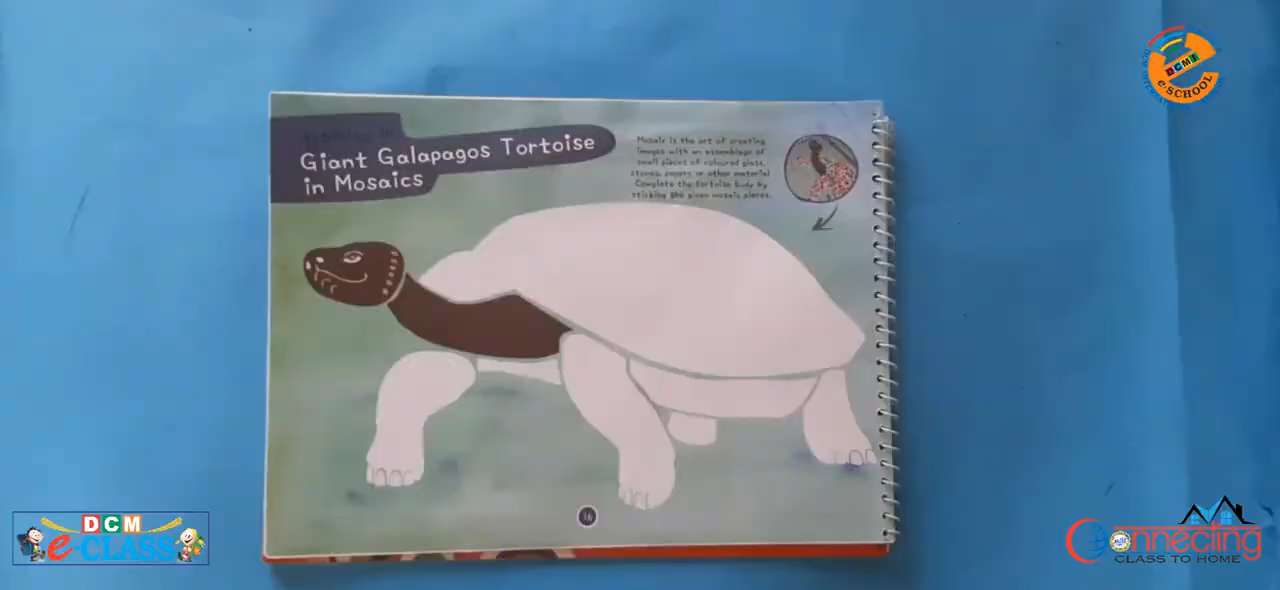 Giant Galapagos Tortoise
in Mosaics
Mosaic is the art of creating
images with an assemblage of
small pieces of coloured glass,
stones, papers or other material
Complete the tortoise body by
sticking the given mosaic pieces.
16
DCM
e-SCHOOL
DCM
e-CLASS
Connecting
CLASS TO HOME